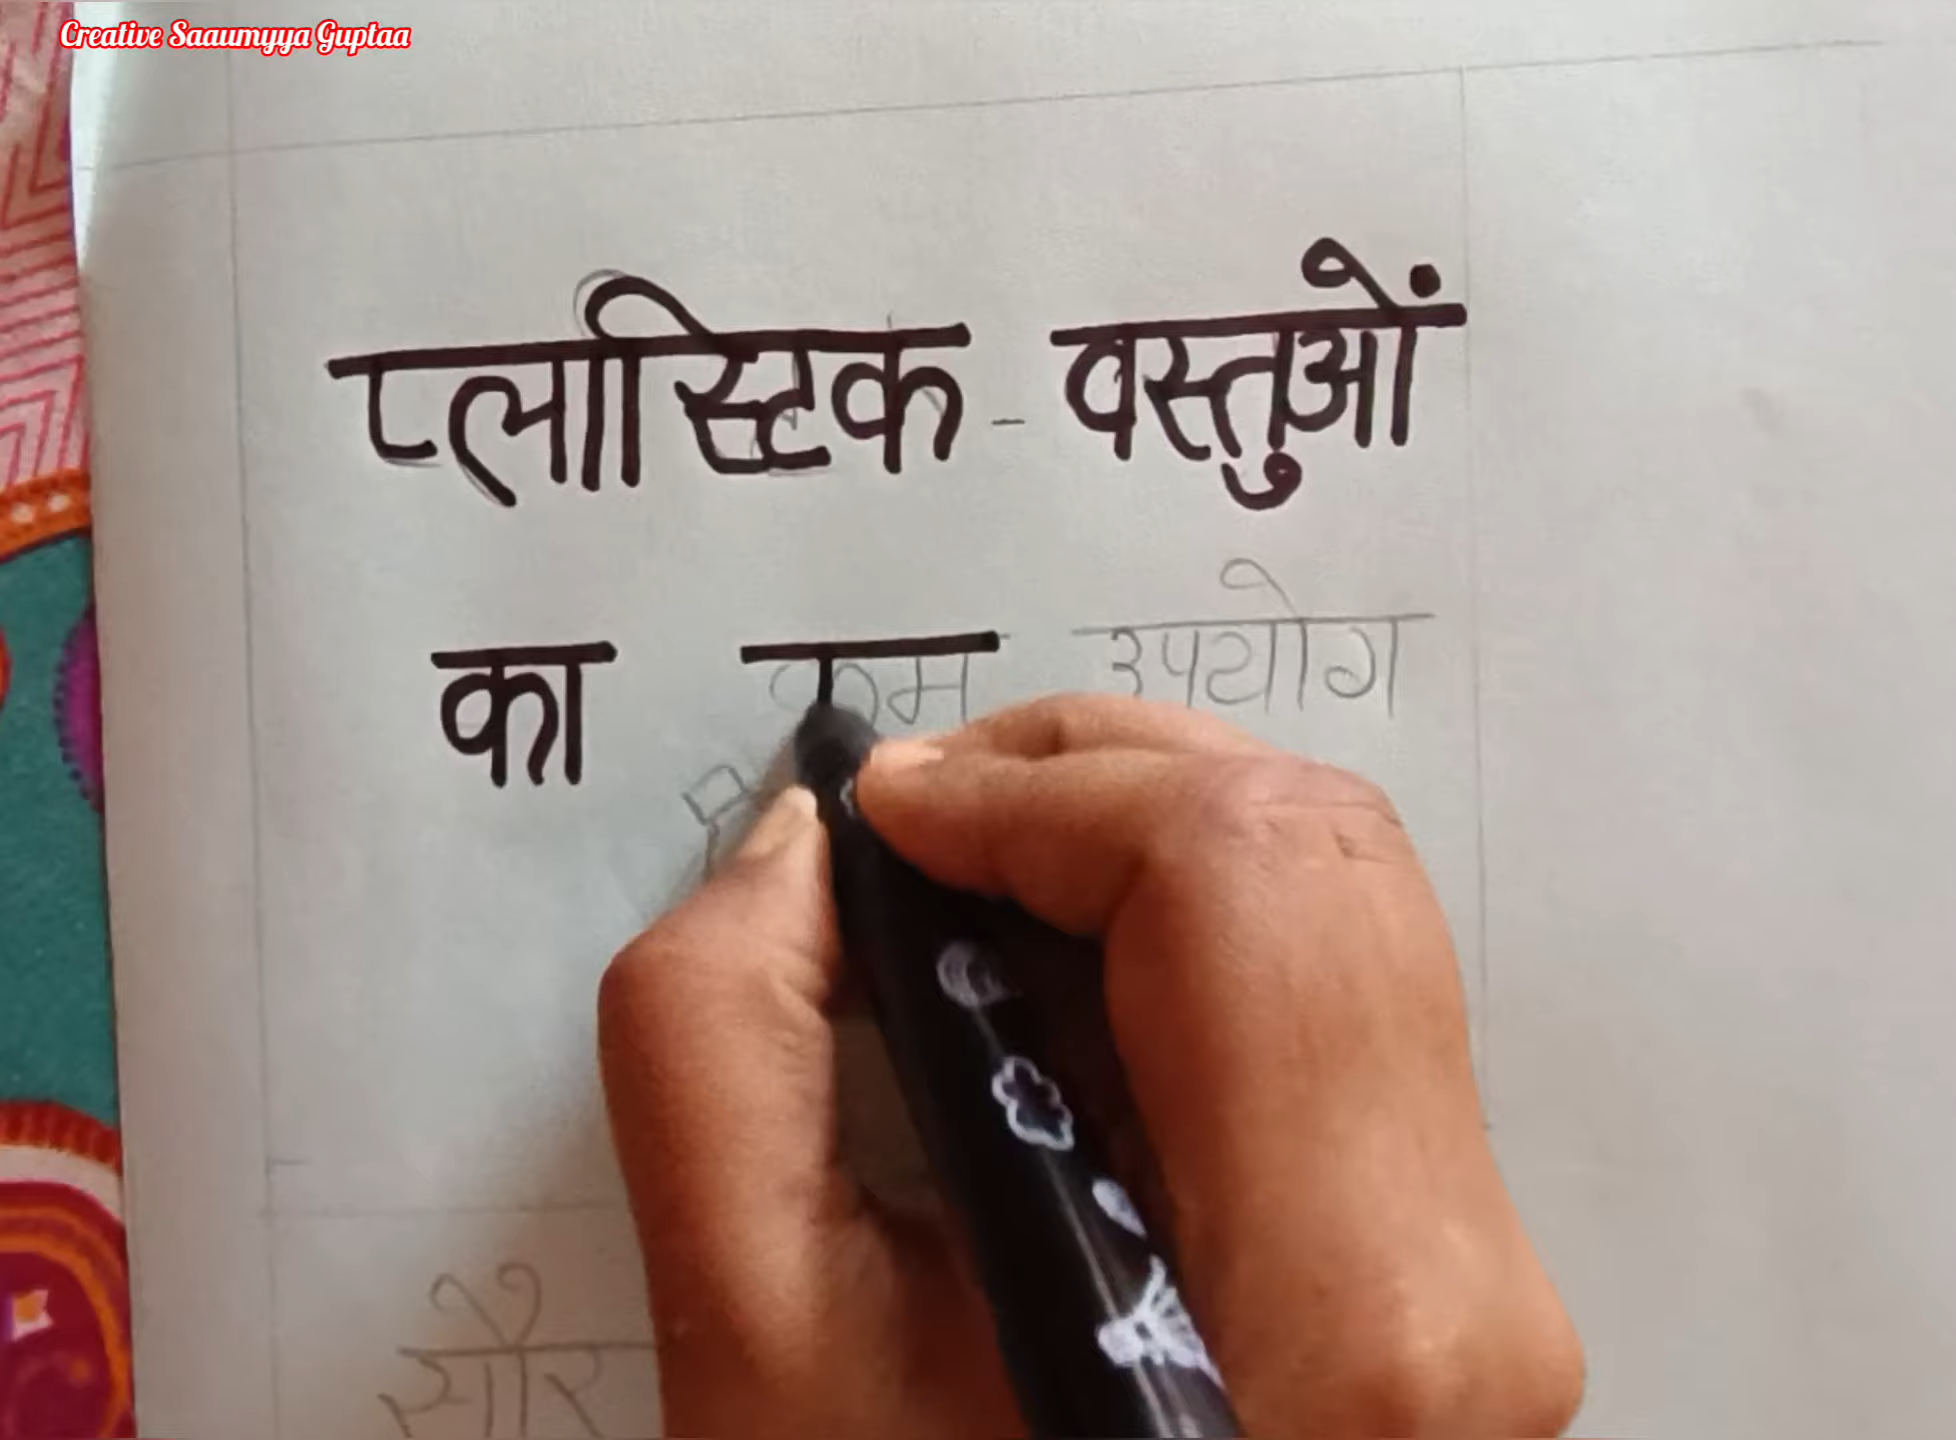 Creative Saaumyya Guptaa
प्लास्टिक - वस्तुओं
का कम उपयोग